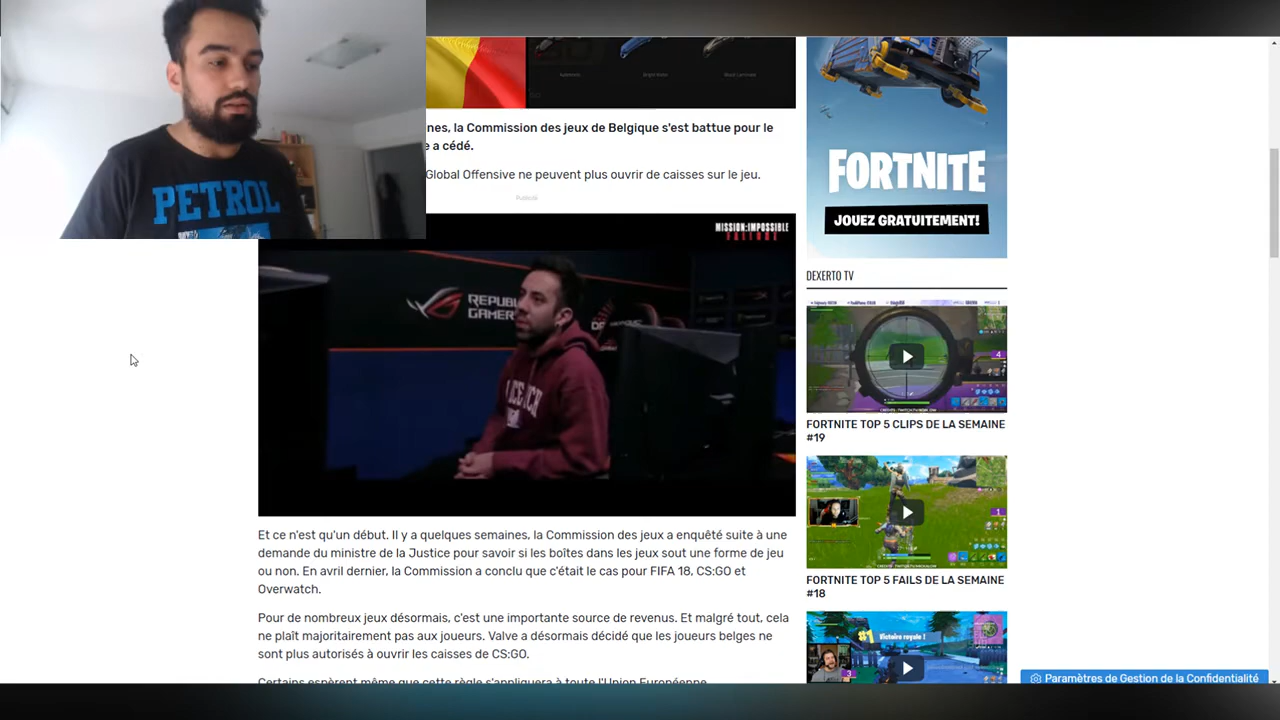 PETROL
nes, la Commission des jeux de Belgique s'est battue pour le
e a cédé.
Global Offensive ne peuvent plus ouvrir de caisses sur le jeu.
Publicité
MISSION:IMPOSSIBLE
FALLOUT
REPUBLI
GAMERS
Et ce n'est qu'un début. Il y a quelques semaines, la Commission des jeux a enquêté suite à une
demande du ministre de la Justice pour savoir si les boîtes dans les jeux sout une forme de jeu
ou non. En avril dernier, la Commission a conclu que c'était le cas pour FIFA 18, CS:GO et
Overwatch.
Pour de nombreux jeux désormais, c'est une importante source de revenus. Et malgré tout, cela
ne plaît majoritairement pas aux joueurs. Valve a désormais décidé que les joueurs belges ne
sont plus autorisés à ouvrir les caisses de CS:GO.
Certains espèrent même que cette règle s'appliquera à toute l'Union Européenne
FORTNITE
JOUEZ GRATUITEMENT!
DEXERTO TV
FORTNITE TOP 5 CLIPS DE LA SEMAINE
#19
FORTNITE TOP 5 FAILS DE LA SEMAINE
#18
#1 Victoire royale !
Paramètres de Gestion de la Confidentialité